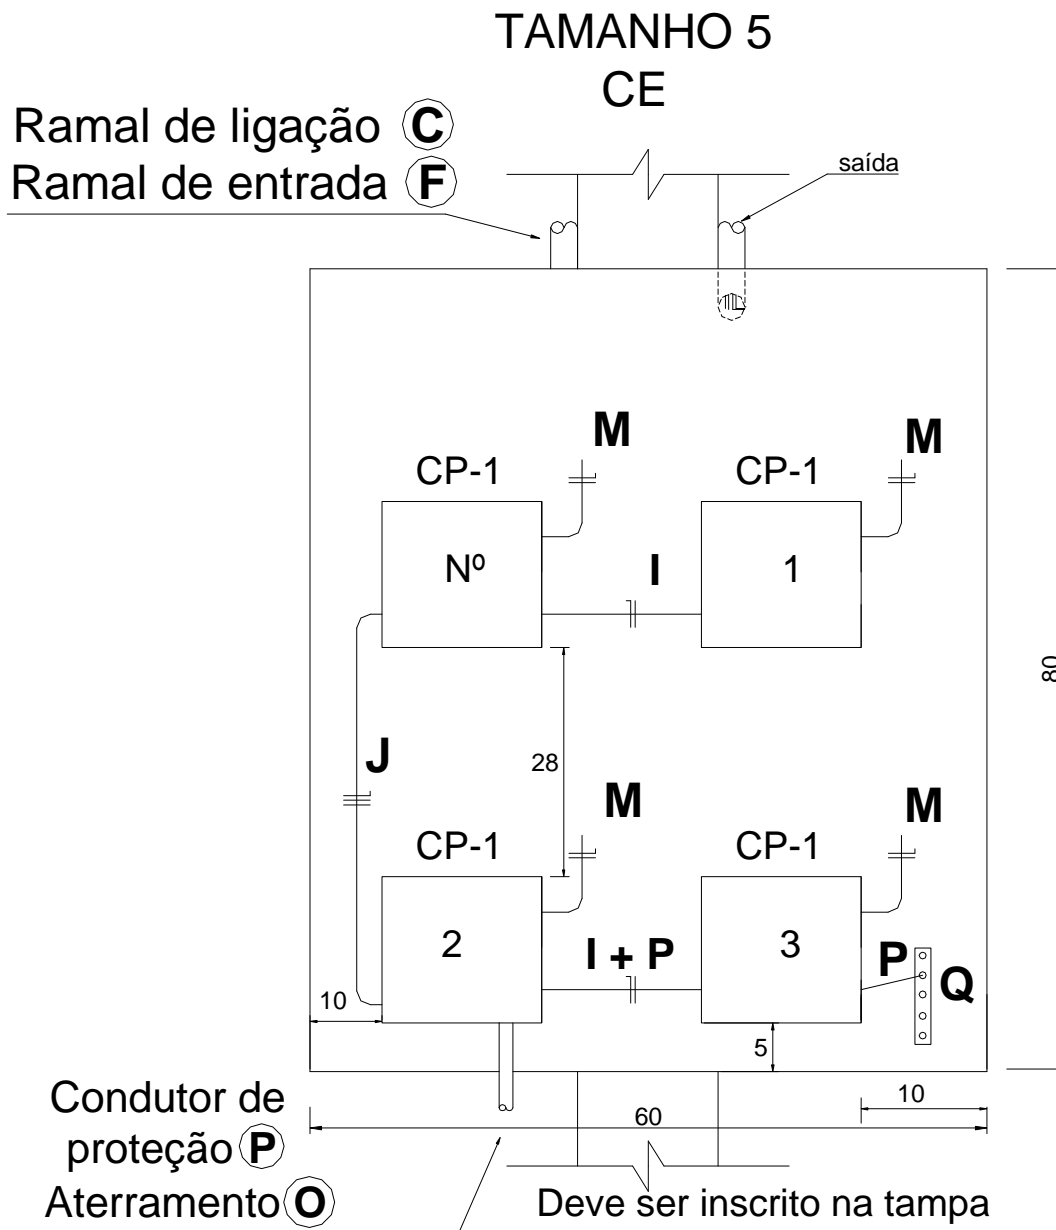 TAMANHO 5
CE
Ramal de ligação C
Ramal de entrada F
saída
M
M
CP-1
CP-1
Nº
I
1
J
28
80
M
M
CP-1
CP-1
2
I + P
3
P
Q
10
5
10
60
Condutor de
proteção P
Aterramento O
Deve ser inscrito na tampa